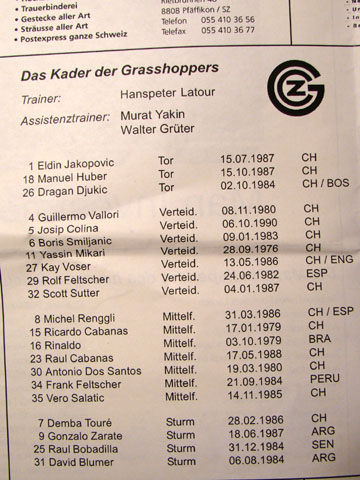 • Trauerbinderei
• Gestecke aller Art
• Sträusse aller Art
• Postexpress ganze Schweiz
8808 Pfäffikon / SZ
Telefon 055 410 36 56
Telefax 055 410 36 77
Das Kader der Grasshoppers
Trainer: Hanspeter Latour
Assistenztrainer: Murat Yakin
Walter Grüter
GCZ
1 Eldin Jakopovic Tor 15.07.1987 CH
18 Manuel Huber Tor 15.10.1987 CH
26 Dragan Djukic Tor 02.10.1984 CH / BOS
4 Guillermo Vallori Verteid. 08.11.1980 CH
5 Josip Colina Verteid. 06.10.1990 CH
6 Boris Smiljanic Verteid. 09.01.1983 CH
11 Yassin Mikari Verteid. 28.09.1976 CH
27 Kay Voser Verteid. 13.05.1986 CH / ENG
29 Rolf Feltscher Verteid. 24.06.1982 ESP
32 Scott Sutter Verteid. 04.01.1987 CH
8 Michel Renggli Mittelf. 31.03.1986 CH / ESP
15 Ricardo Cabanas Mittelf. 17.01.1979 CH
16 Rinaldo Mittelf. 03.10.1979 BRA
23 Raul Cabanas Mittelf. 17.05.1988 CH
30 Antonio Dos Santos Mittelf. 19.03.1980 CH
34 Frank Feltscher Mittelf. 21.09.1984 PERU
35 Vero Salatic Mittelf. 14.11.1985 CH
7 Demba Touré Sturm 28.02.1986 CH
9 Gonzalo Zarate Sturm 18.06.1987 ARG
25 Raul Bobadilla Sturm 31.12.1984 SEN
31 David Blumer Sturm 06.08.1984 ARG